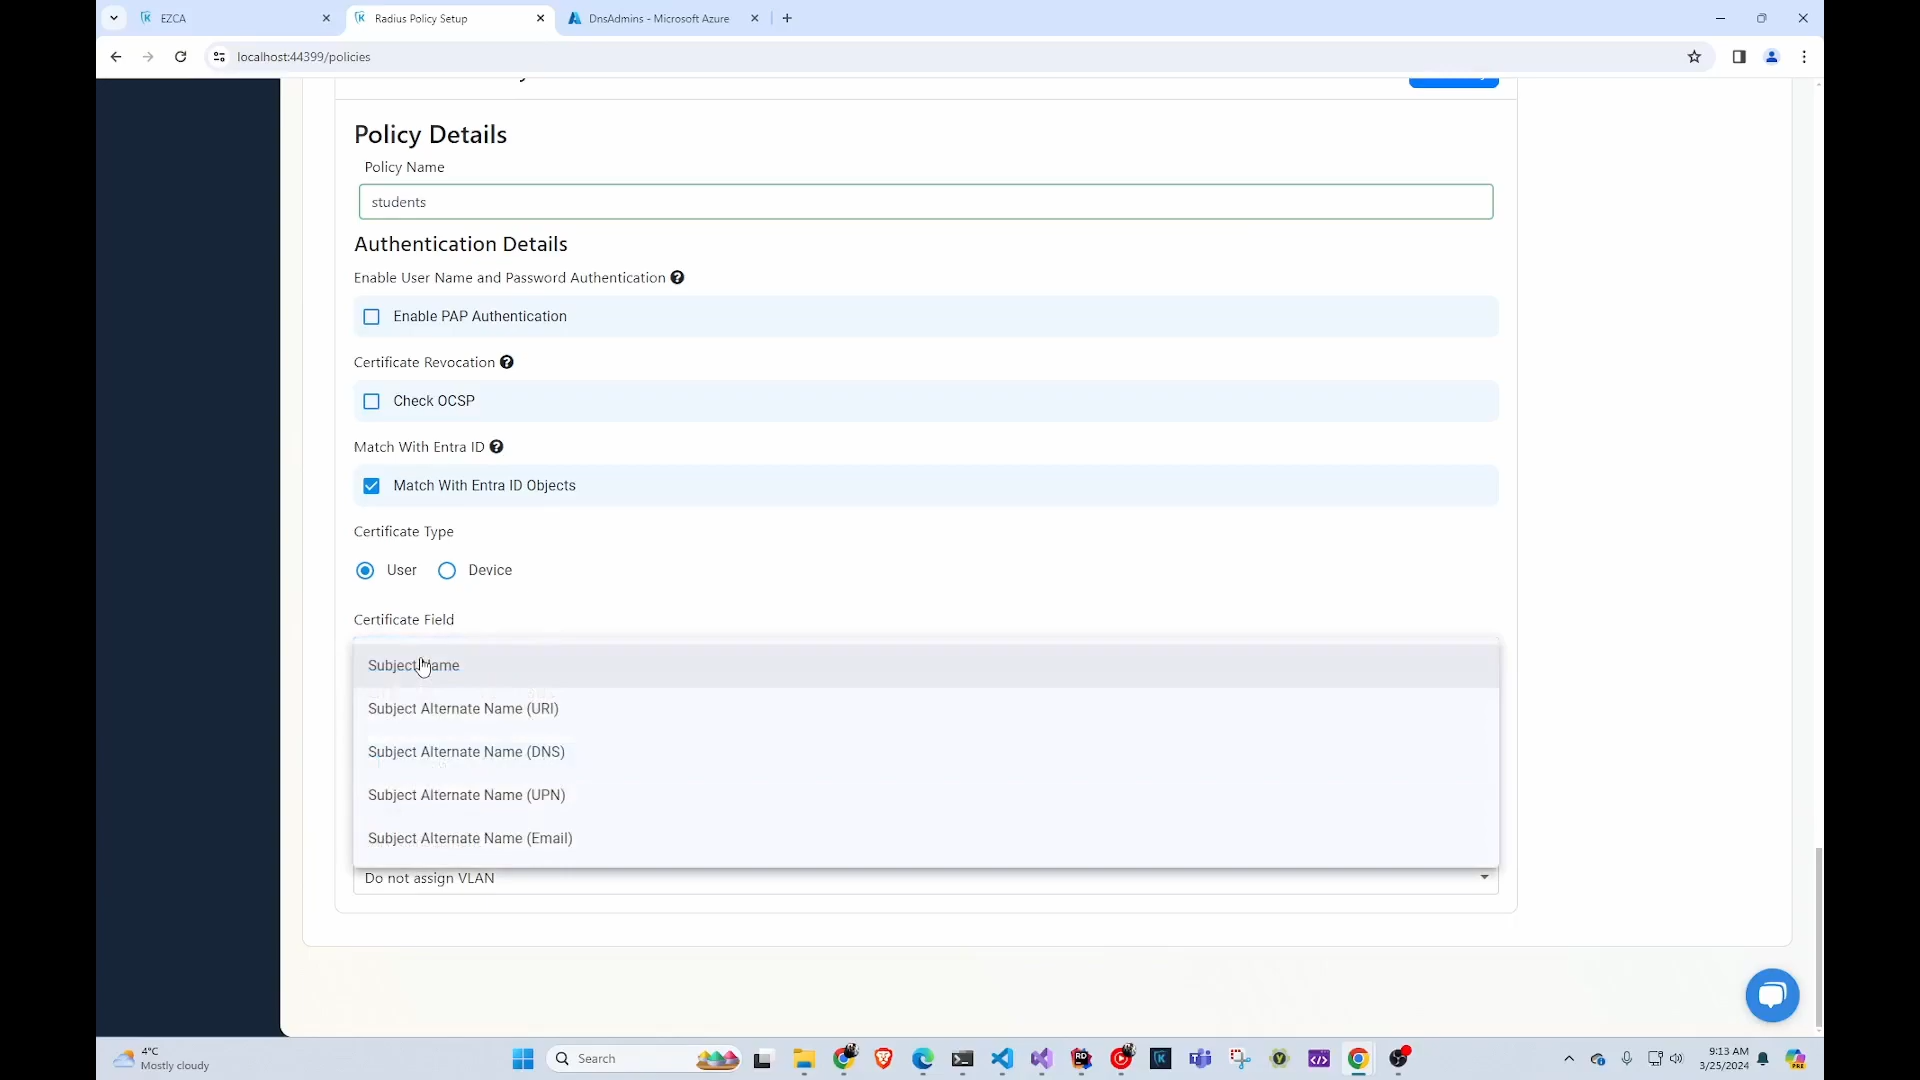 EZCA
Radius Policy Setup
DnsAdmins - Microsoft Azure
localhost:44399/policies
Policy Details
Policy Name
students
Authentication Details
Enable User Name and Password Authentication
Enable PAP Authentication
Certificate Revocation
Check OCSP
Match With Entra ID
Match With Entra ID Objects
Certificate Type
User
Device
Certificate Field
Subject Name
Subject Alternate Name (URI)
Subject Alternate Name (DNS)
Subject Alternate Name (UPN)
Subject Alternate Name (Email)
Do not assign VLAN
4°C
Mostly cloudy
Search
9:13 AM
3/25/2024